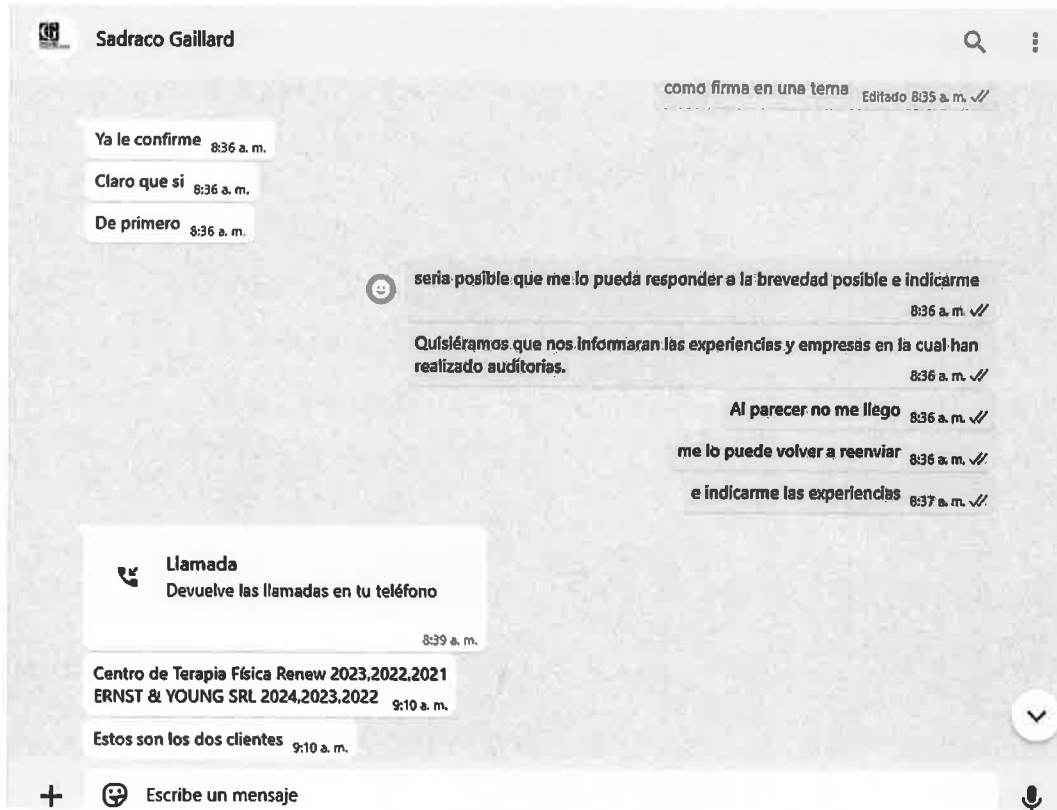 Sadraco Gaillard
como firma en una terna Editado 8:35 a. m.
Ya le confirme 8:36 a. m.
Claro que si 8:36 a. m.
De primero 8:36 a. m.
seria posible que me lo pueda responder a la brevedad posible e indicarme
8:36 a. m.
Quisiéramos que nos informaran las experiencias y empresas en la cual han
realizado auditorias.
8:36 a. m.
Al parecer no me llego 8:36 a. m.
me lo puede volver a reenviar 8:36 a. m.
e indicarme las experiencias 8:37 a. m.
Llamada
Devuelve las llamadas en tu teléfono
8:39 a. m.
Centro de Terapia Física Renew 2023,2022,2021
ERNST & YOUNG SRL 2024,2023,2022 9:10 a. m.
Estos son los dos clientes 9:10 a. m.
Escribe un mensaje